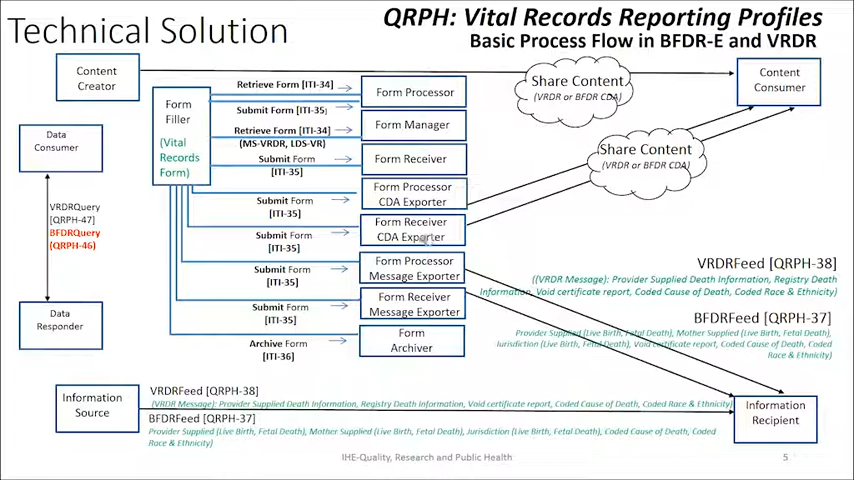 Technical Solution
QRPH: Vital Records Reporting Profiles
Basic Process Flow in BFDR-E and VRDR
Content
Creator
Share Content
(VRDR or BFDR CDA)
Content
Consumer
Form
Filler
(Vital
Records
Form)
Retrieve Form [ITI-34]
Form Processor
Submit Form [ITI-35]
Retrieve Form [ITI-34]
(MS-VRDR, LDS-VR)
Form Manager
Submit Form
[ITI-35]
Form Receiver
Share Content
(VRDR or BFDR CDA)
Data
Consumer
Submit Form
[ITI-35]
Form Processor
CDA Exporter
Submit Form
[ITI-35]
Form Receiver
CDA Exporter
VRDRQuery
[QRPH-47]
BFDRQuery
(QRPH-46)
Submit Form
[ITI-35]
Form Processor
Message Exporter
Submit Form
[ITI-35]
Form Receiver
Message Exporter
Archive Form
[ITI-36]
Form
Archiver
Data
Responder
VRDRFeed [QRPH-38]
((VRDR Message): Provider Supplied Death Information, Registry Death
Information, Void certificate report, Coded Cause of Death, Coded Race & Ethnicity)
BFDRFeed [QRPH-37]
Provider Supplied (Live Birth, Fetal Death), Mother Supplied (Live Birth, Fetal Death),
Jurisdiction (Live Birth, Fetal Death), Void certificate report, Coded Cause of Death, Coded
Race & Ethnicity)
Information
Source
VRDRFeed [QRPH-38]
(VRDR Message): Provider Supplied Death Information, Registry Death Information, Void certificate report, Coded Cause of Death, Coded Race & Ethnicity)
BFDRFeed [QRPH-37]
Provider Supplied (Live Birth, Fetal Death), Mother Supplied (Live Birth, Fetal Death), Jurisdiction (Live Birth, Fetal Death), Coded Cause of Death, Coded
Race & Ethnicity)
Information
Recipient
IHE-Quality, Research and Public Health
5